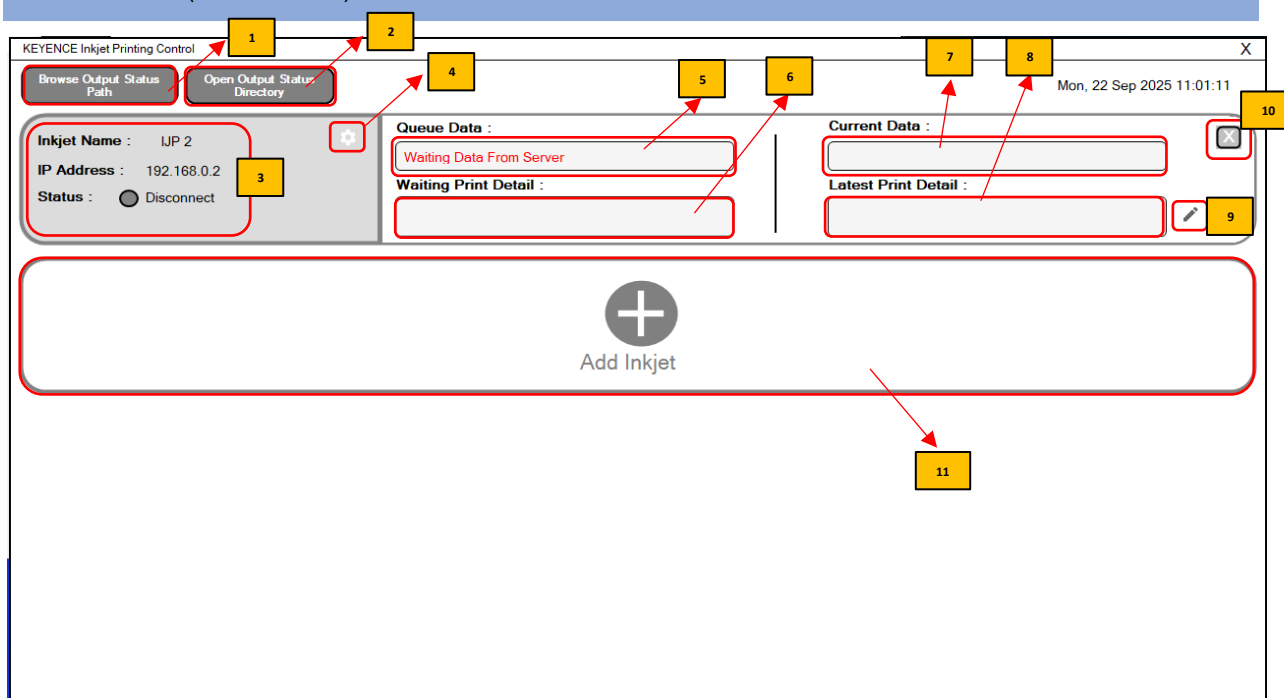 1
2
KEYENCE Inkjet Printing Control
X
Browse Output Status
Path
Open Output Status
Directory
4
5
6
7
8
Mon, 22 Sep 2025 11:01:11
10
Inkjet Name : IJP 2
IP Address : 192.168.0.2
Status : Disconnect
3
Queue Data :
Waiting Data From Server
Waiting Print Detail :
Current Data :
X
Latest Print Detail :
9
Add Inkjet
11